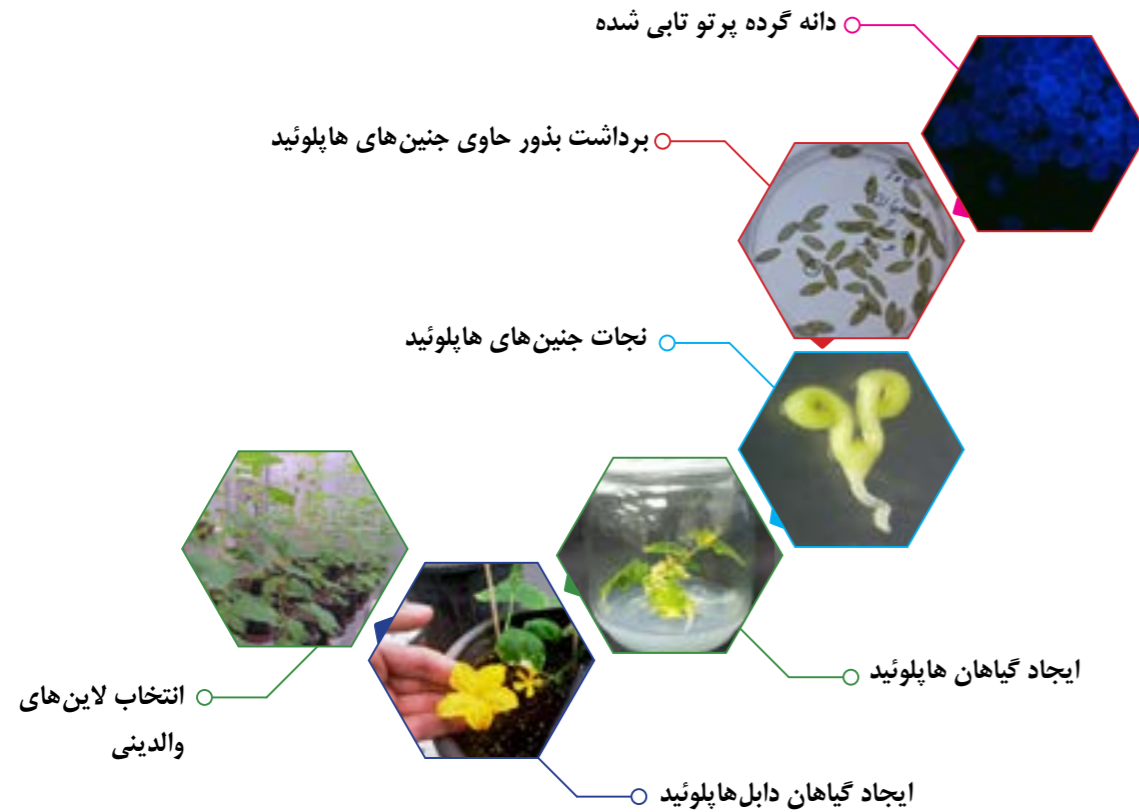 دانه گرده پرتو تابی شده
برداشت بذور حاوی جنین‌های هاپلوئید
نجات جنین‌های هاپلوئید
ایجاد گیاهان هاپلوئید
ایجاد گیاهان دابل‌هاپلوئید
انتخاب لاین‌های
والدینی